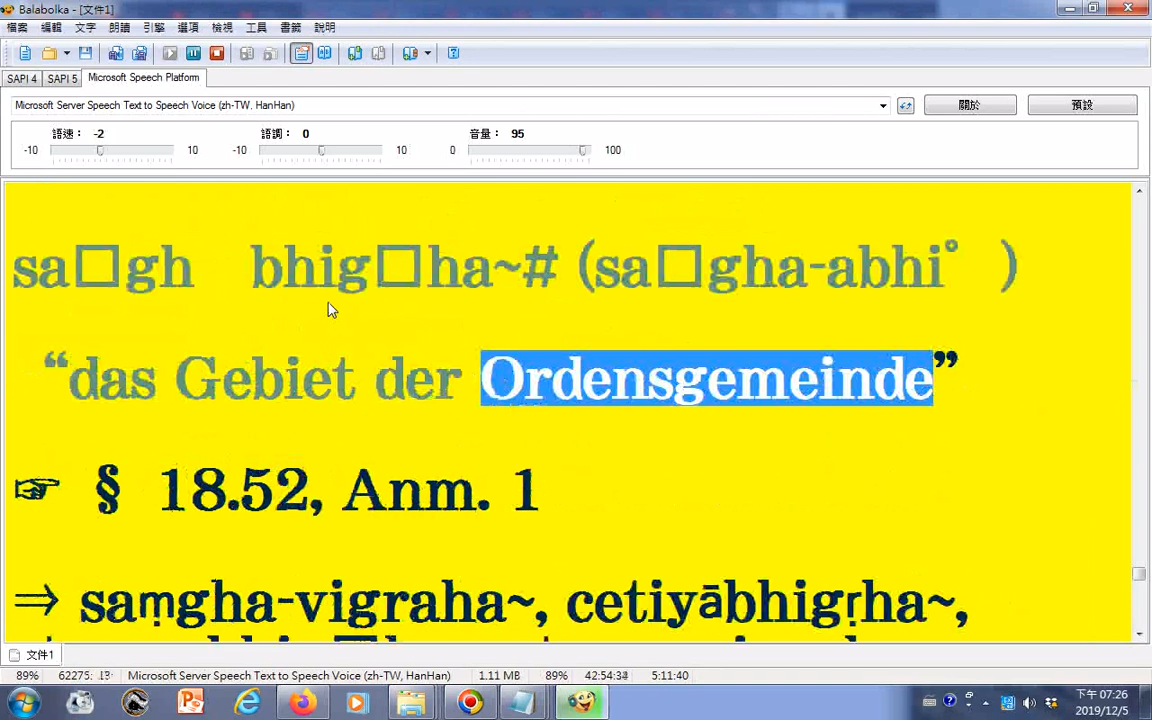 Balabolka - [文件1]
檔案 編輯 文字 朗讀 引擎 選項 檢視 工具 書籤 說明
SAPI 4 SAPI 5 Microsoft Speech Platform
Microsoft Server Speech Text to Speech Voice (zh-TW, HanHan) 關於 預設
語速： -2 語調： 0 音量： 95
-10 10 -10 10 0 100
sa□gh bhig□ha~# (sa□gha-abhi° )
“das Gebiet der Ordensgemeinde”
☞ § 18.52, Anm. 1
⇒ saṃgha-vigraha~, cetiyābhigṛha~,
文件1
89% Microsoft Server Speech Text to Speech Voice (zh-TW, HanHan) 1.11 MB 89% 5:11:40
下午 07:26
2019/12/5